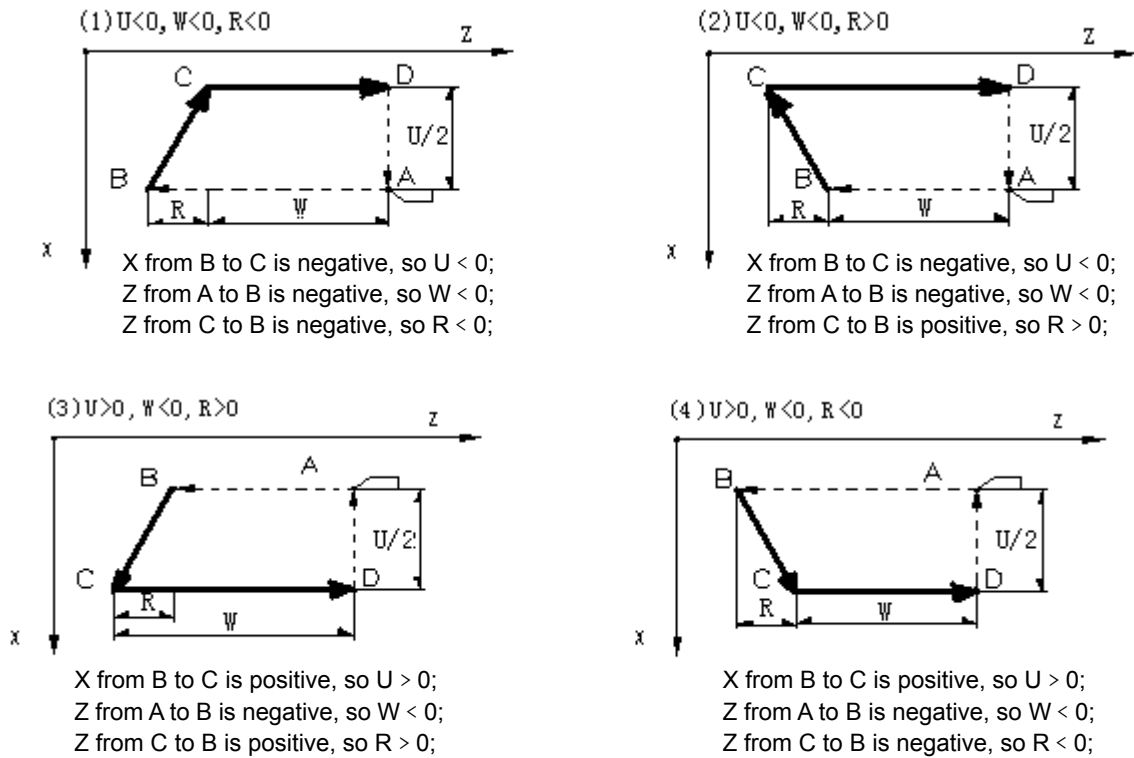 (1)U<0, W<0, R<0
Z
C
D
U/2
B
A
R
W
X
X from B to C is negative, so U < 0;
Z from A to B is negative, so W < 0;
Z from C to B is negative, so R < 0;
(2)U<0, W<0, R>0
Z
C
D
U/2
B
A
R
W
X
X from B to C is negative, so U < 0;
Z from A to B is negative, so W < 0;
Z from C to B is positive, so R > 0;
(3)U>0, W<0, R>0
Z
B
A
U/2
C
D
R
W
X
X from B to C is positive, so U > 0;
Z from A to B is negative, so W < 0;
Z from C to B is positive, so R > 0;
(4)U>0, W<0, R<0
Z
B
A
U/2
C
D
R
W
X
X from B to C is positive, so U > 0;
Z from A to B is negative, so W < 0;
Z from C to B is negative, so R < 0;